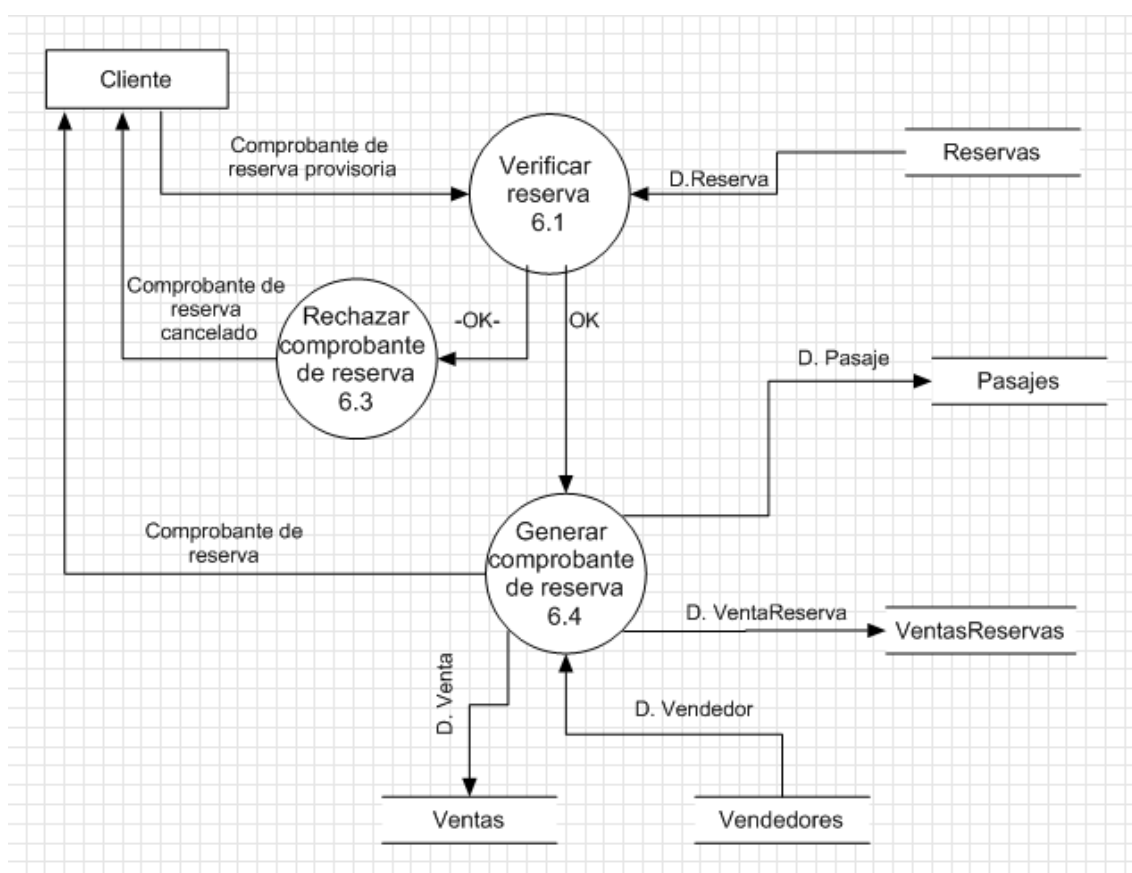 Cliente
Comprobante de
reserva provisoria
Verificar
reserva
6.1
D.Reserva
Reservas
Comprobante de
reserva
cancelado
Rechazar
comprobante
de reserva
6.3
-OK-
OK
D. Pasaje
Pasajes
Comprobante de
reserva
Generar
comprobante
de reserva
6.4
D. VentaReserva
VentasReservas
D. Venta
D. Vendedor
Ventas
Vendedores